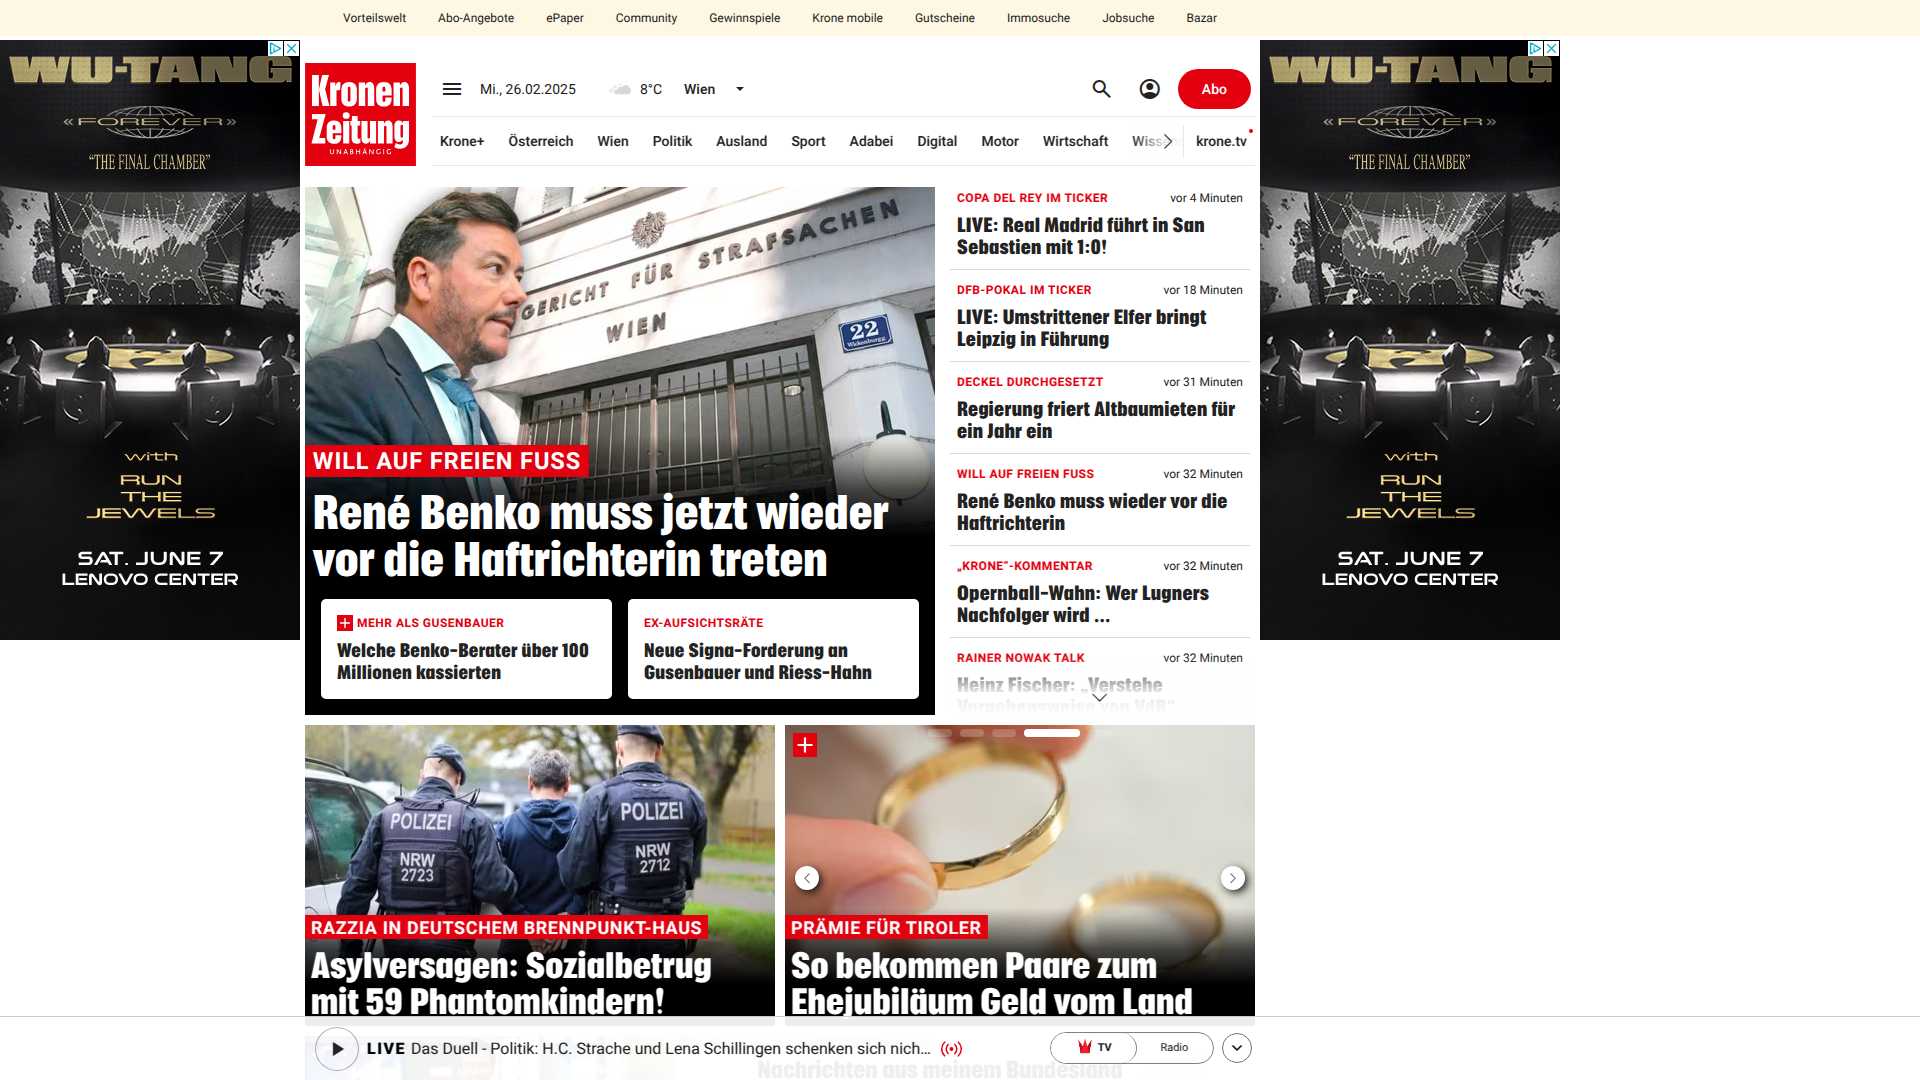 Vorteilswelt Abo-Angebote ePaper Community Gewinnspiele Krone mobile Gutscheine Immosuche Jobsuche Bazar
WU-TANG
«FOREVER»
"THE FINAL CHAMBER"
with
RUN
THE
JEWELS
SAT. JUNE 7
LENOVO CENTER
Kronen
Zeitung
UNABHÄNGIG
Mi., 26.02.2025 8°C Wien
Abo
Krone+ Österreich Wien Politik Ausland Sport Adabei Digital Motor Wirtschaft Wiss krone.tv
GERICHT FÜR STRAFSACHEN
WIEN
22
Wickenburgg
WILL AUF FREIEN FUSS
René Benko muss jetzt wieder
vor die Haftrichterin treten
MEHR ALS GUSENBAUER
Welche Benko-Berater über 100
Millionen kassierten
EX-AUFSICHTSRÄTE
Neue Signa-Forderung an
Gusenbauer und Riess-Hahn
COPA DEL REY IM TICKER vor 4 Minuten
LIVE: Real Madrid führt in San
Sebastien mit 1:0!
DFB-POKAL IM TICKER vor 18 Minuten
LIVE: Umstrittener Elfer bringt
Leipzig in Führung
DECKEL DURCHGESETZT vor 31 Minuten
Regierung friert Altbaumieten für
ein Jahr ein
WILL AUF FREIEN FUSS vor 32 Minuten
René Benko muss wieder vor die
Haftrichterin
„KRONE“-KOMMENTAR vor 32 Minuten
Opernball-Wahn: Wer Lugners
Nachfolger wird ...
RAINER NOWAK TALK vor 32 Minuten
Heinz Fischer: „Verstehe
Vorgehensweise von VdB“
WU-TANG
«FOREVER»
"THE FINAL CHAMBER"
with
RUN
THE
JEWELS
SAT. JUNE 7
LENOVO CENTER
POLIZEI
NRW
2723
POLIZEI
NRW
2712
RAZZIA IN DEUTSCHEM BRENNPUNKT-HAUS
Asylversagen: Sozialbetrug
mit 59 Phantomkindern!
PRÄMIE FÜR TIROLER
So bekommen Paare zum
Ehejubiläum Geld vom Land
LIVE Das Duell - Politik: H.C. Strache und Lena Schillingen schenken sich nich...
TV Radio
Nachrichten aus meinem Bundesland